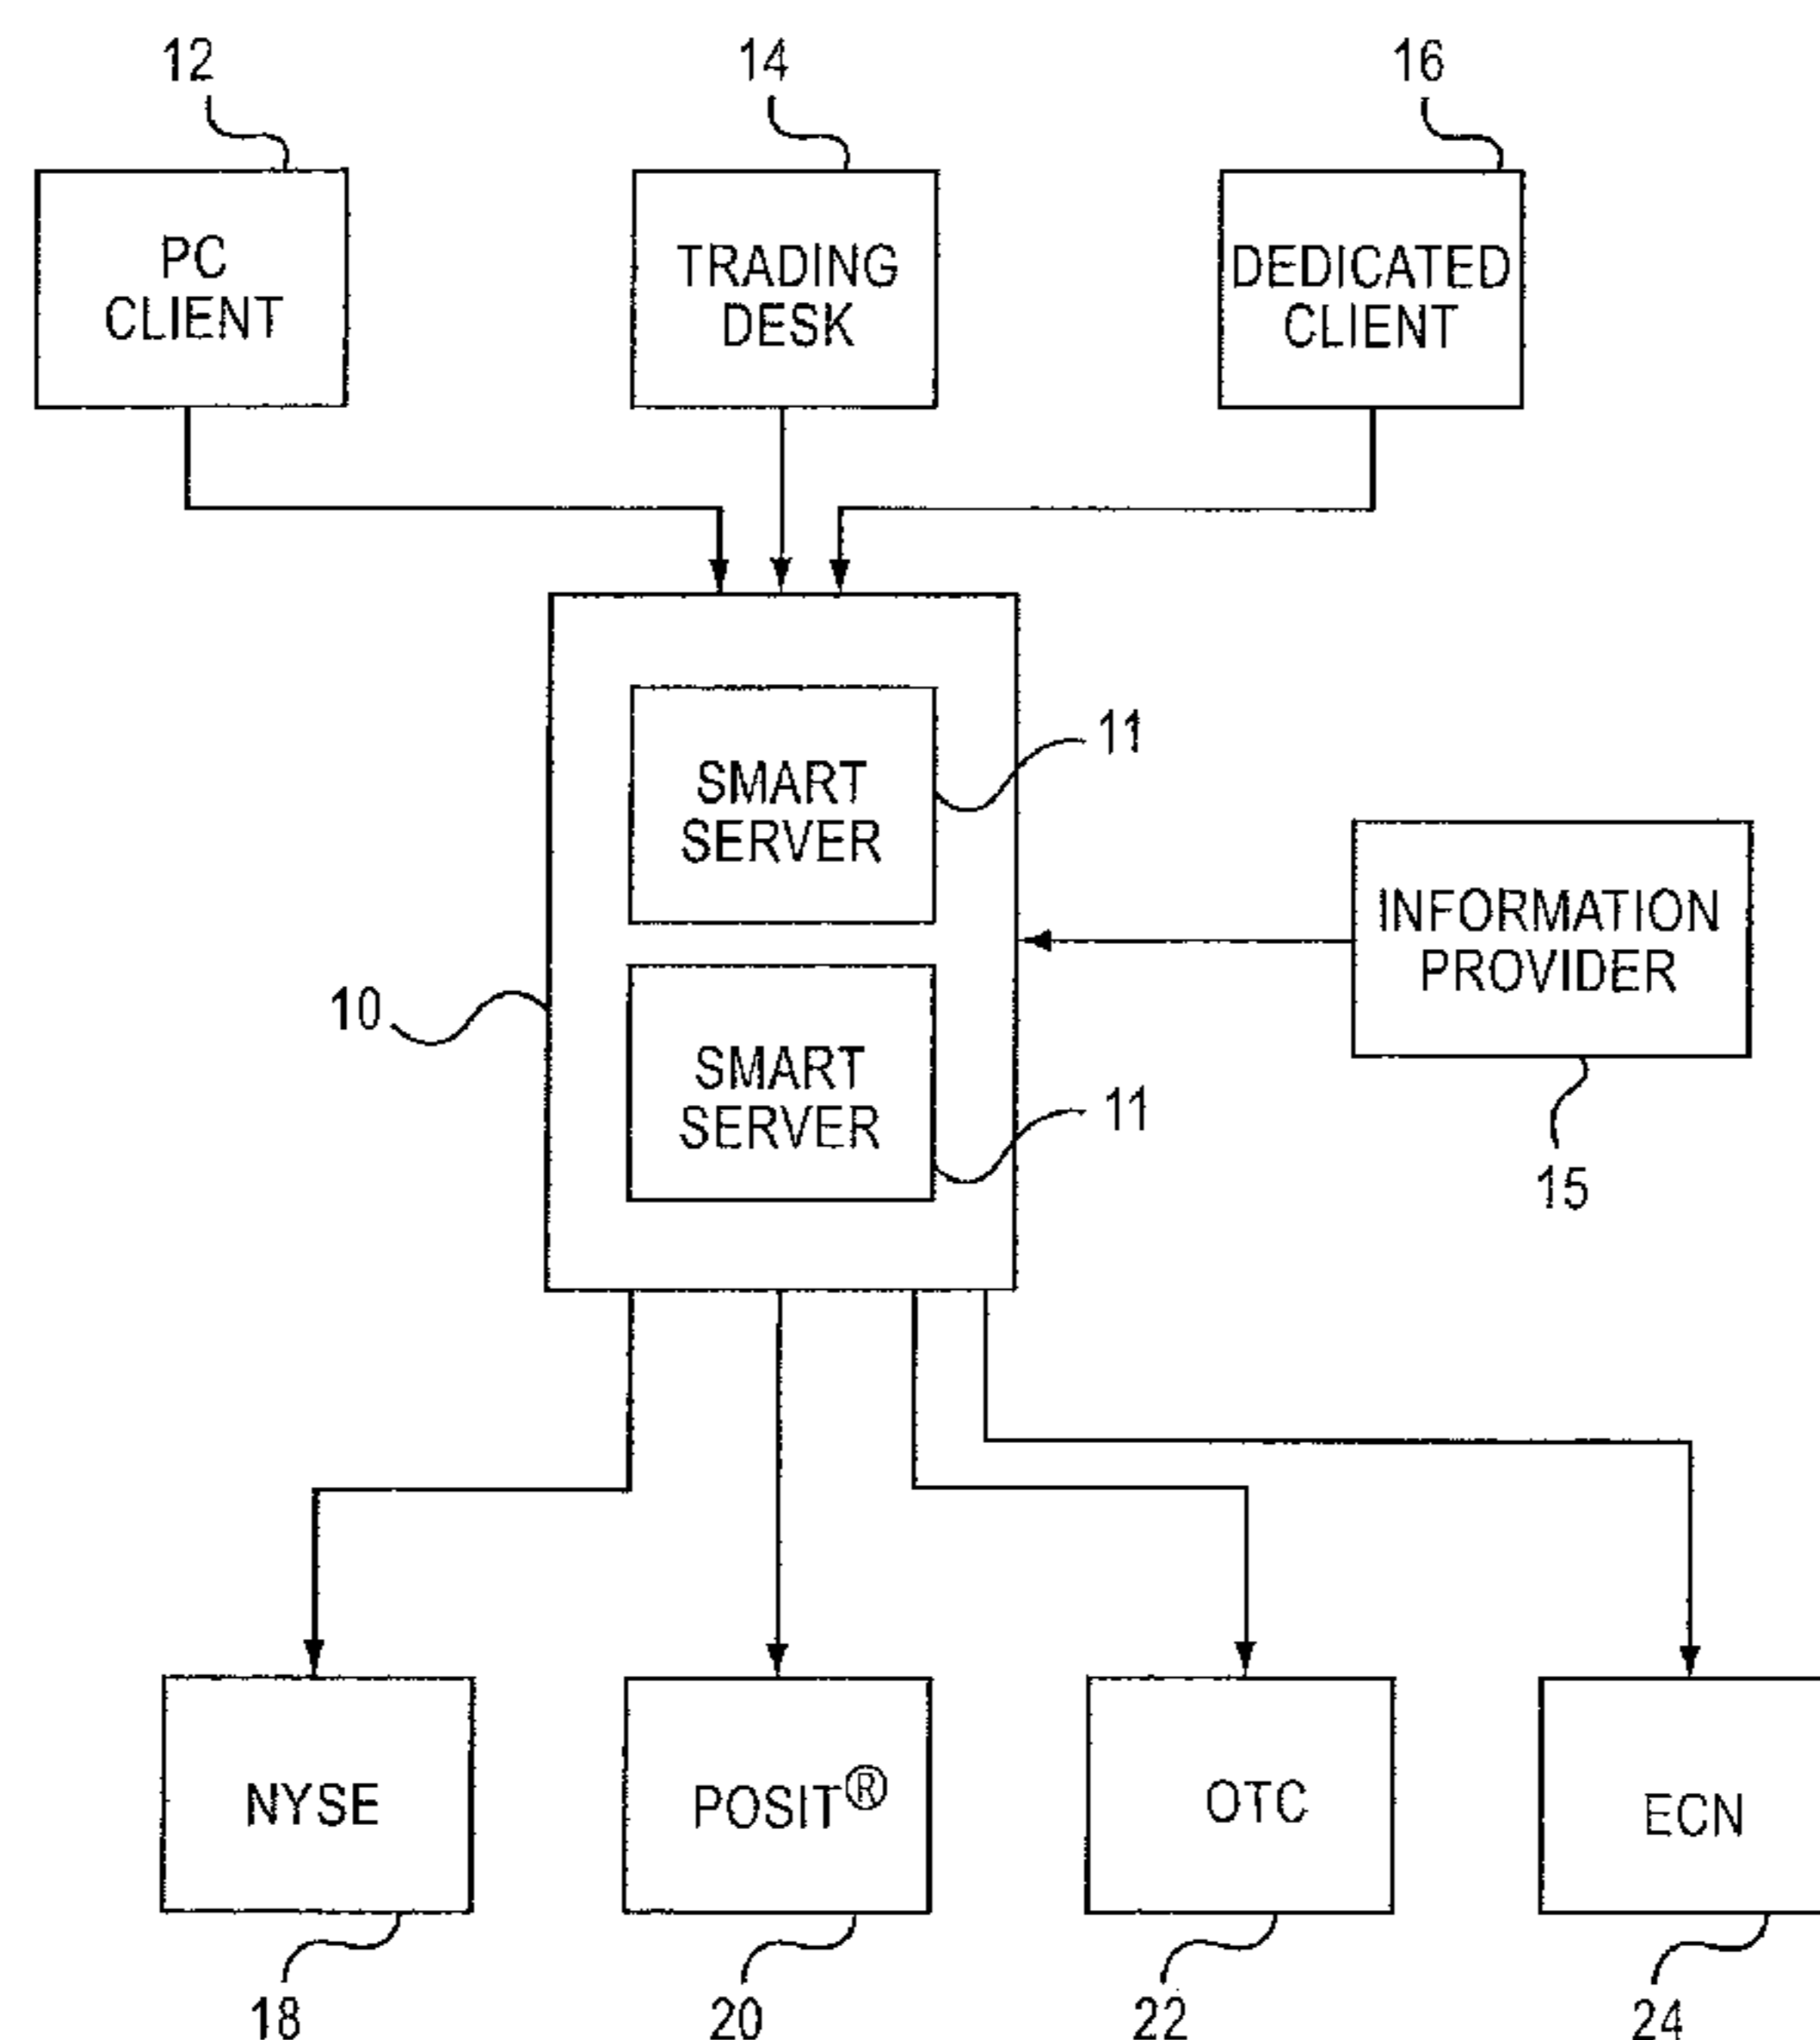 12
14
16
PC
CLIENT
TRADING
DESK
DEDICATED
CLIENT
SMART
SERVER
11
INFORMATION
PROVIDER
10
SMART
SERVER
11
15
NYSE
POSIT®
OTC
ECN
18
20
22
24